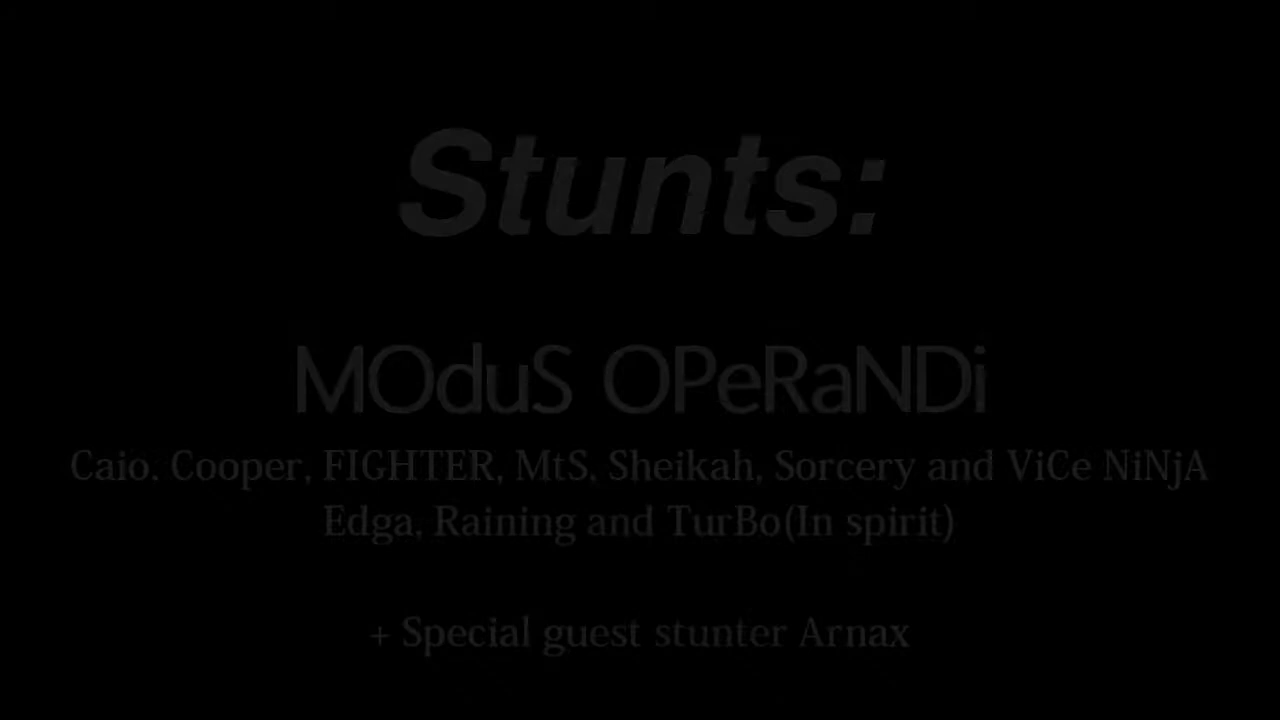 Stunts:
MOduS OPeRaNDi
Caio, Cooper, FIGHTER, MtS, Sheikah, Sorcery and ViCe NiNjA
Edga, Raining and TurBo(In spirit)
+ Special guest stunter Arnax